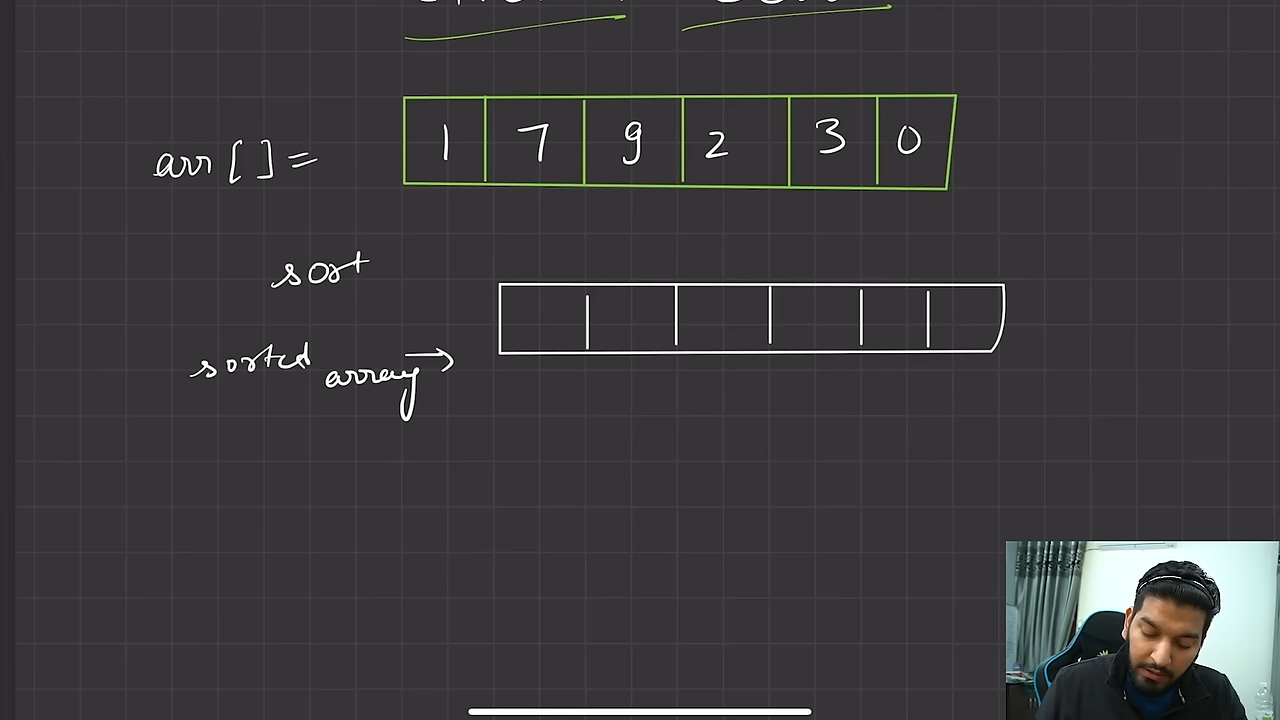 arr [ ] = 1 7 9 2 3 0
sort
sorted array →